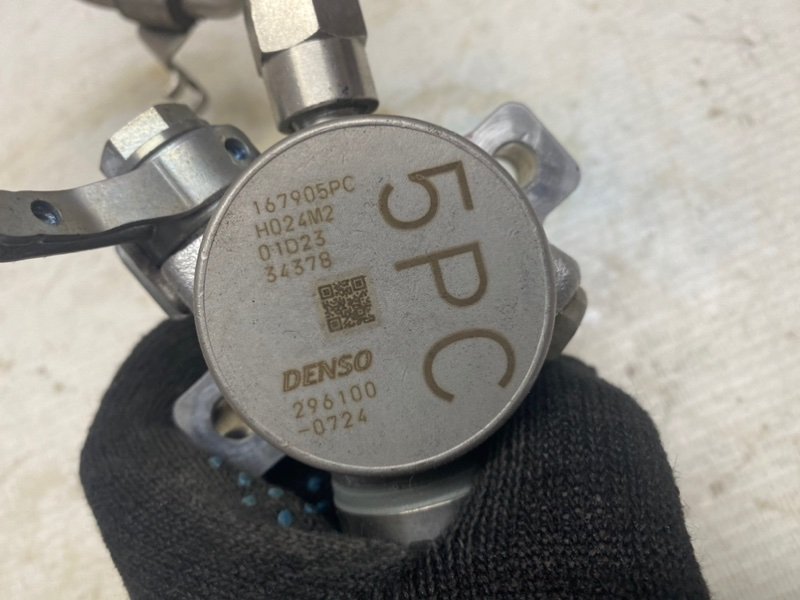 167905PC
H024M2
01D23
34378
DENSO
296100
-0724
5PC